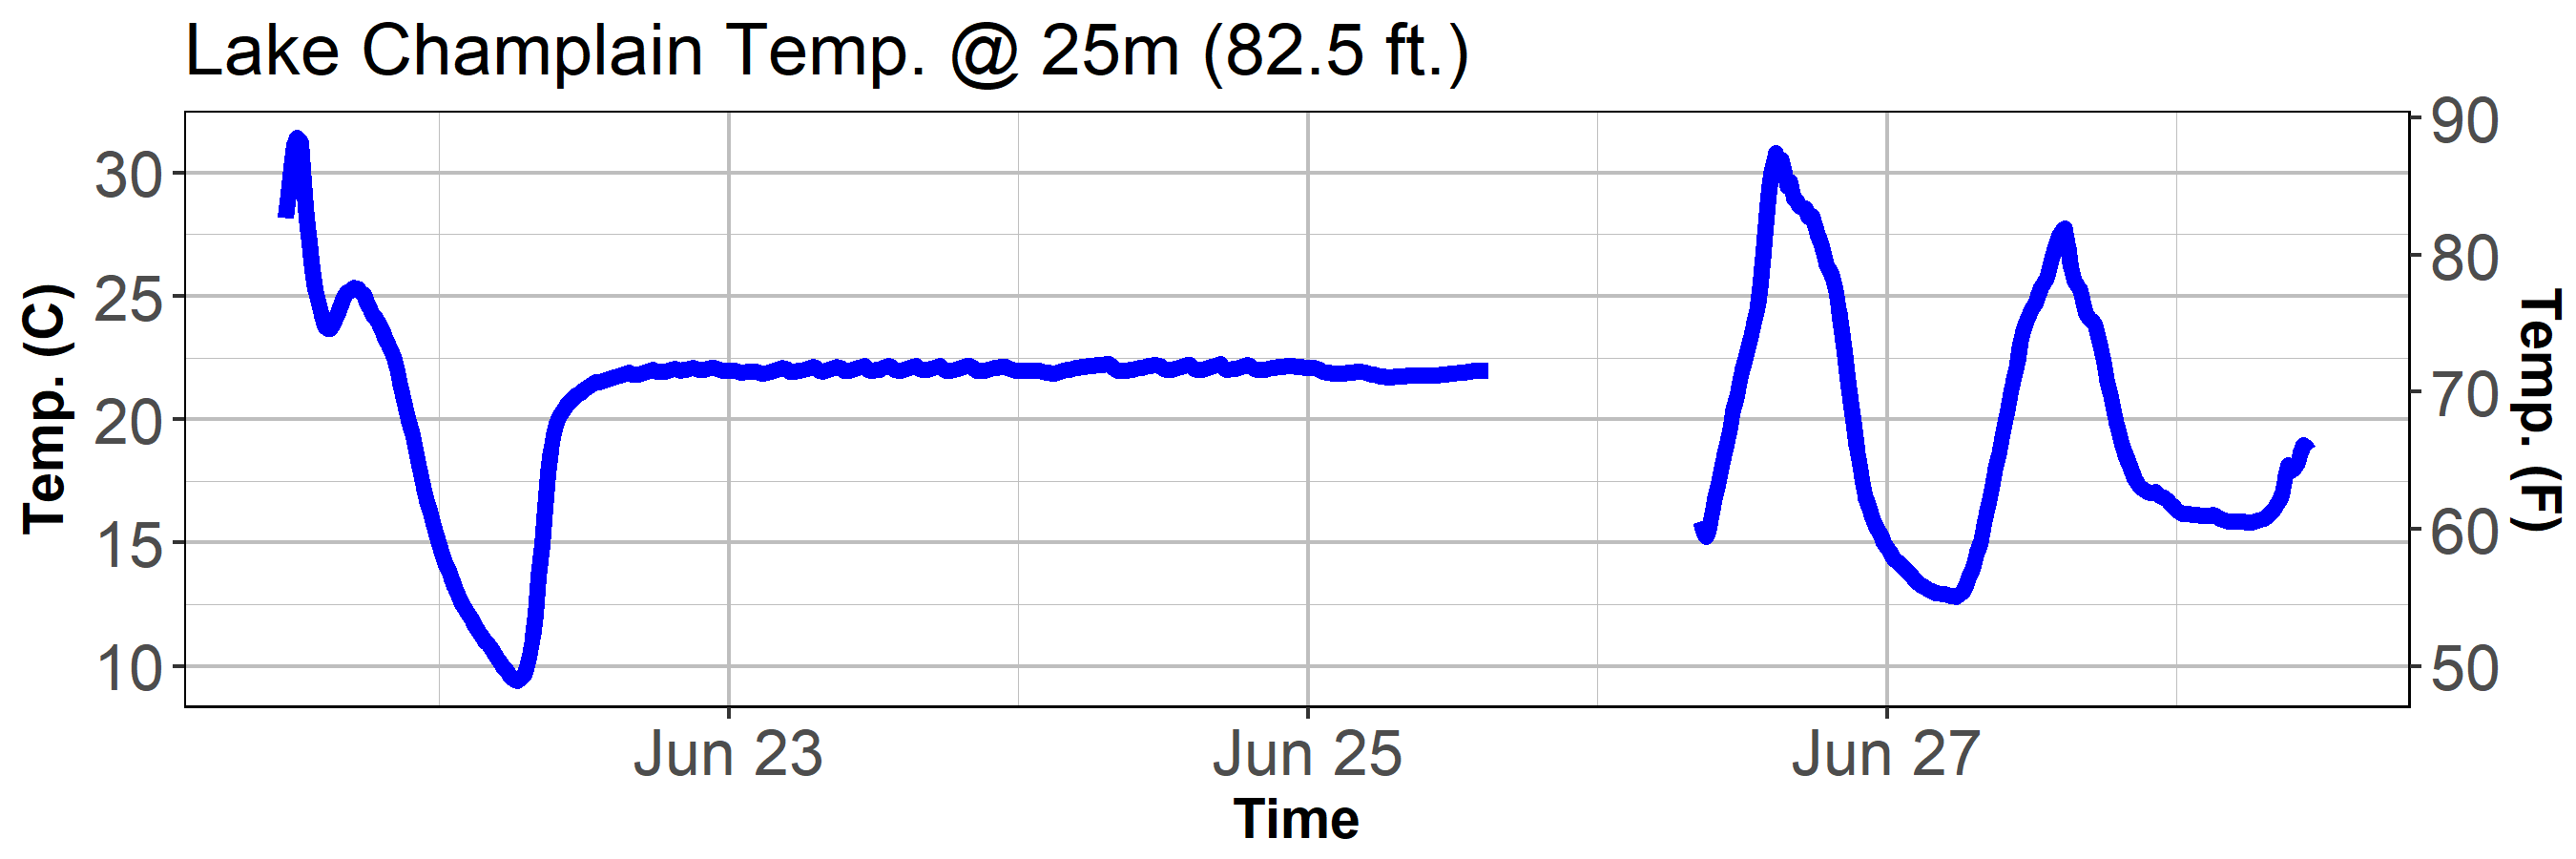 Lake Champlain Temp. @ 25m (82.5 ft.)
Temp. (C)
30
25
20
15
10
90
80
70
60
50
Temp. (F)
Jun 23
Jun 25
Jun 27
Time